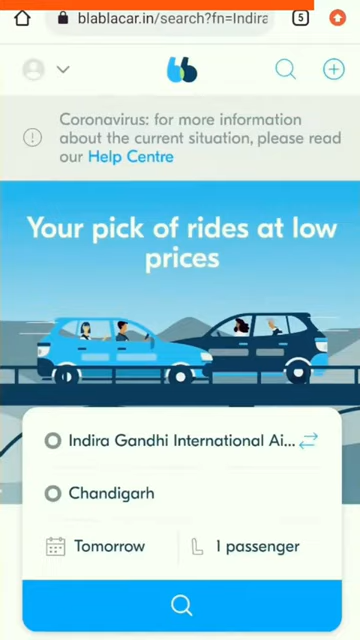 blablacar.in/search?fn=Indira
5
Coronavirus: for more information
about the current situation, please read
our Help Centre
Your pick of rides at low
prices
Indira Gandhi International Ai...
Chandigarh
Tomorrow
1 passenger